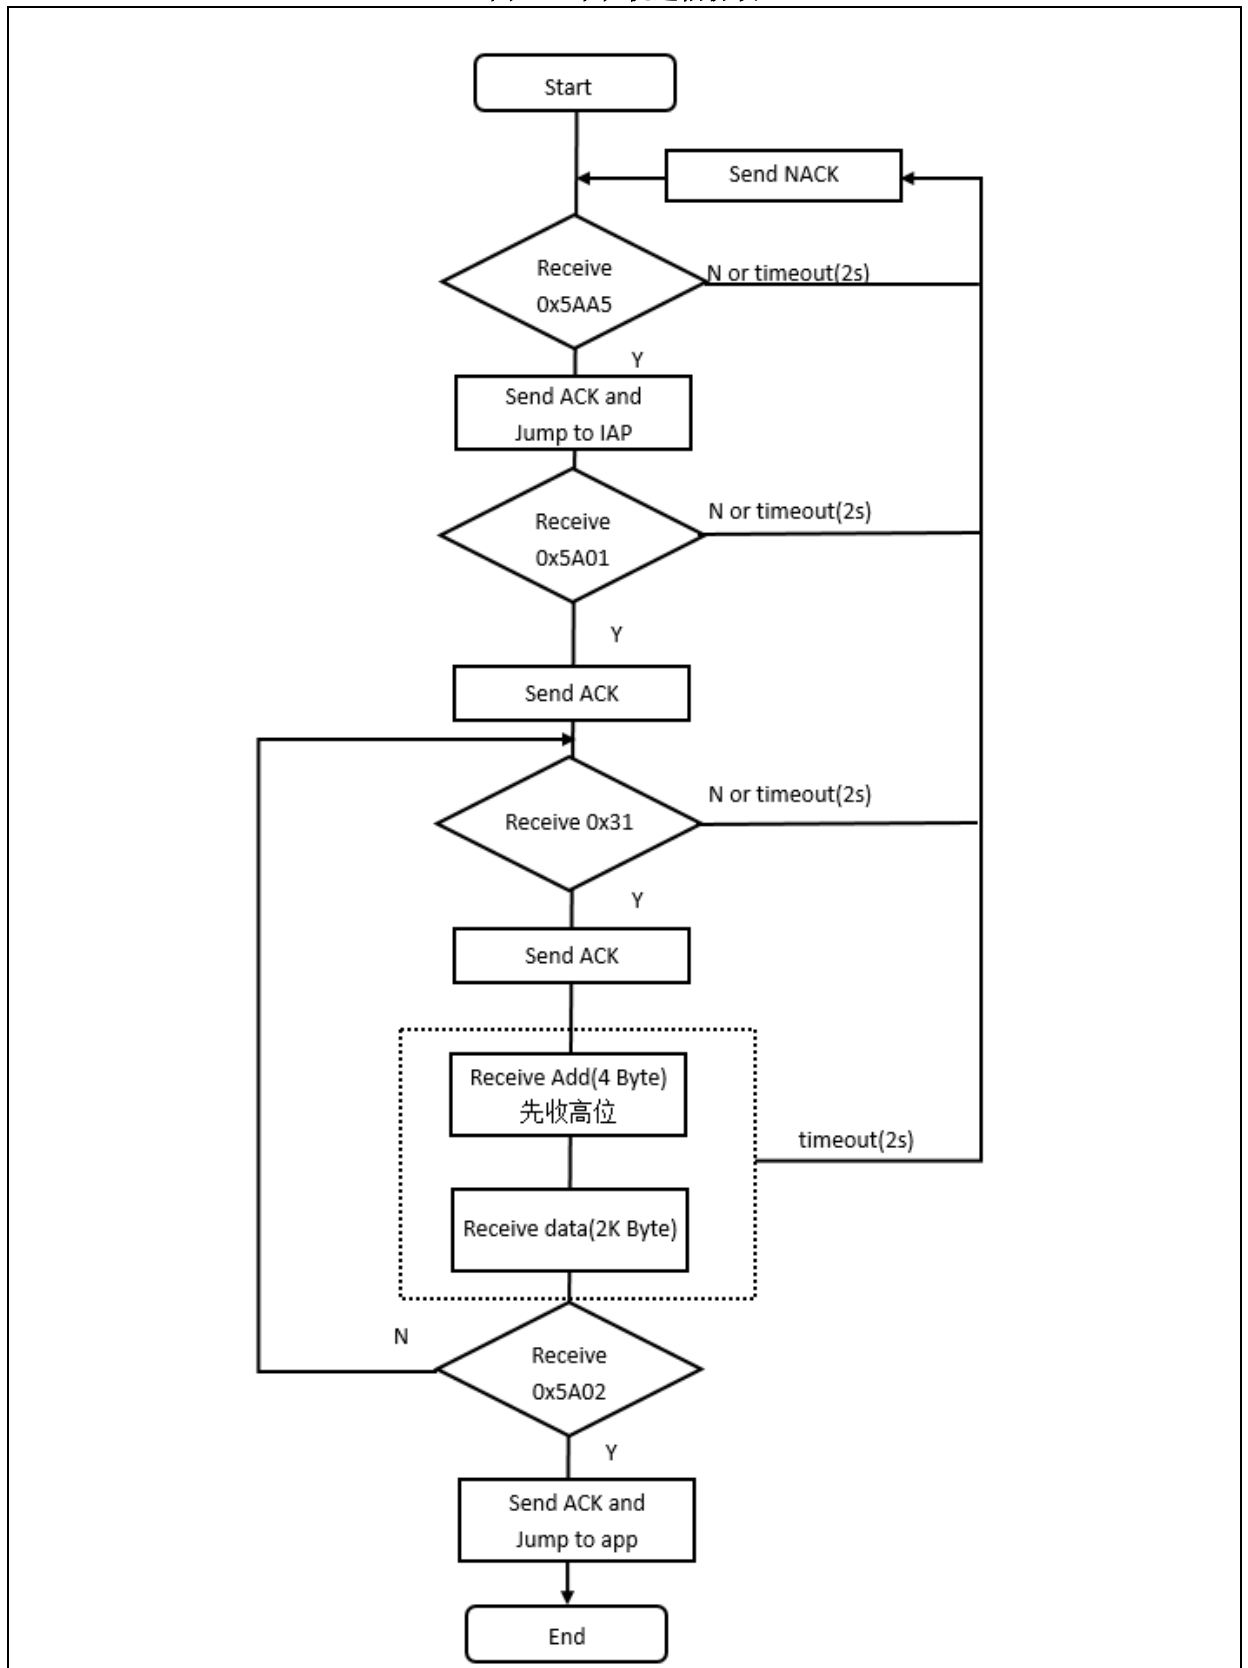 Start
Send NACK
Receive
0x5AA5
N or timeout(2s)
Y
Send ACK and
Jump to IAP
Receive
0x5A01
N or timeout(2s)
Y
Send ACK
Receive 0x31
N or timeout(2s)
Y
Send ACK
Receive Add(4 Byte)
先收高位
timeout(2s)
Receive data(2K Byte)
N
Receive
0x5A02
Y
Send ACK and
Jump to app
End